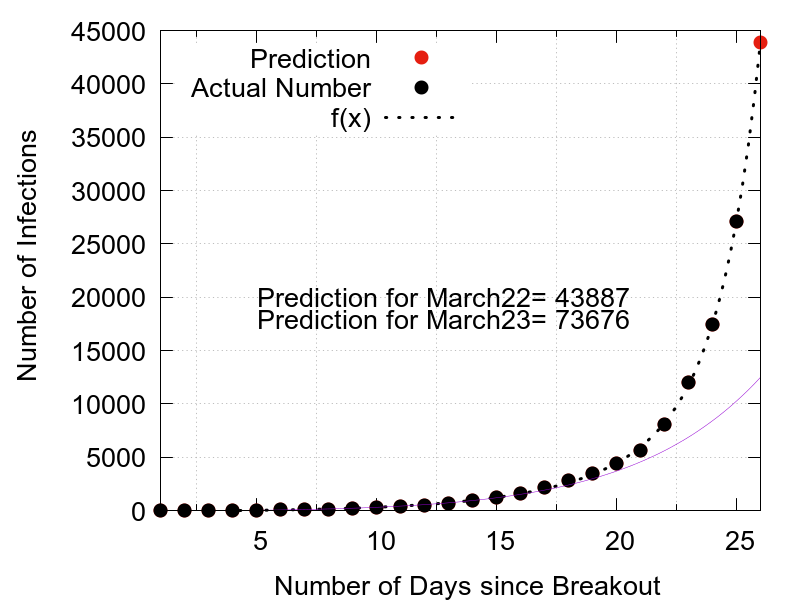 45000
40000
35000
30000
25000
20000
15000
10000
5000
0
Number of Infections
Prediction
Actual Number
f(x)
Prediction for March22= 43887
Prediction for March23= 73676
5 10 15 20 25
Number of Days since Breakout